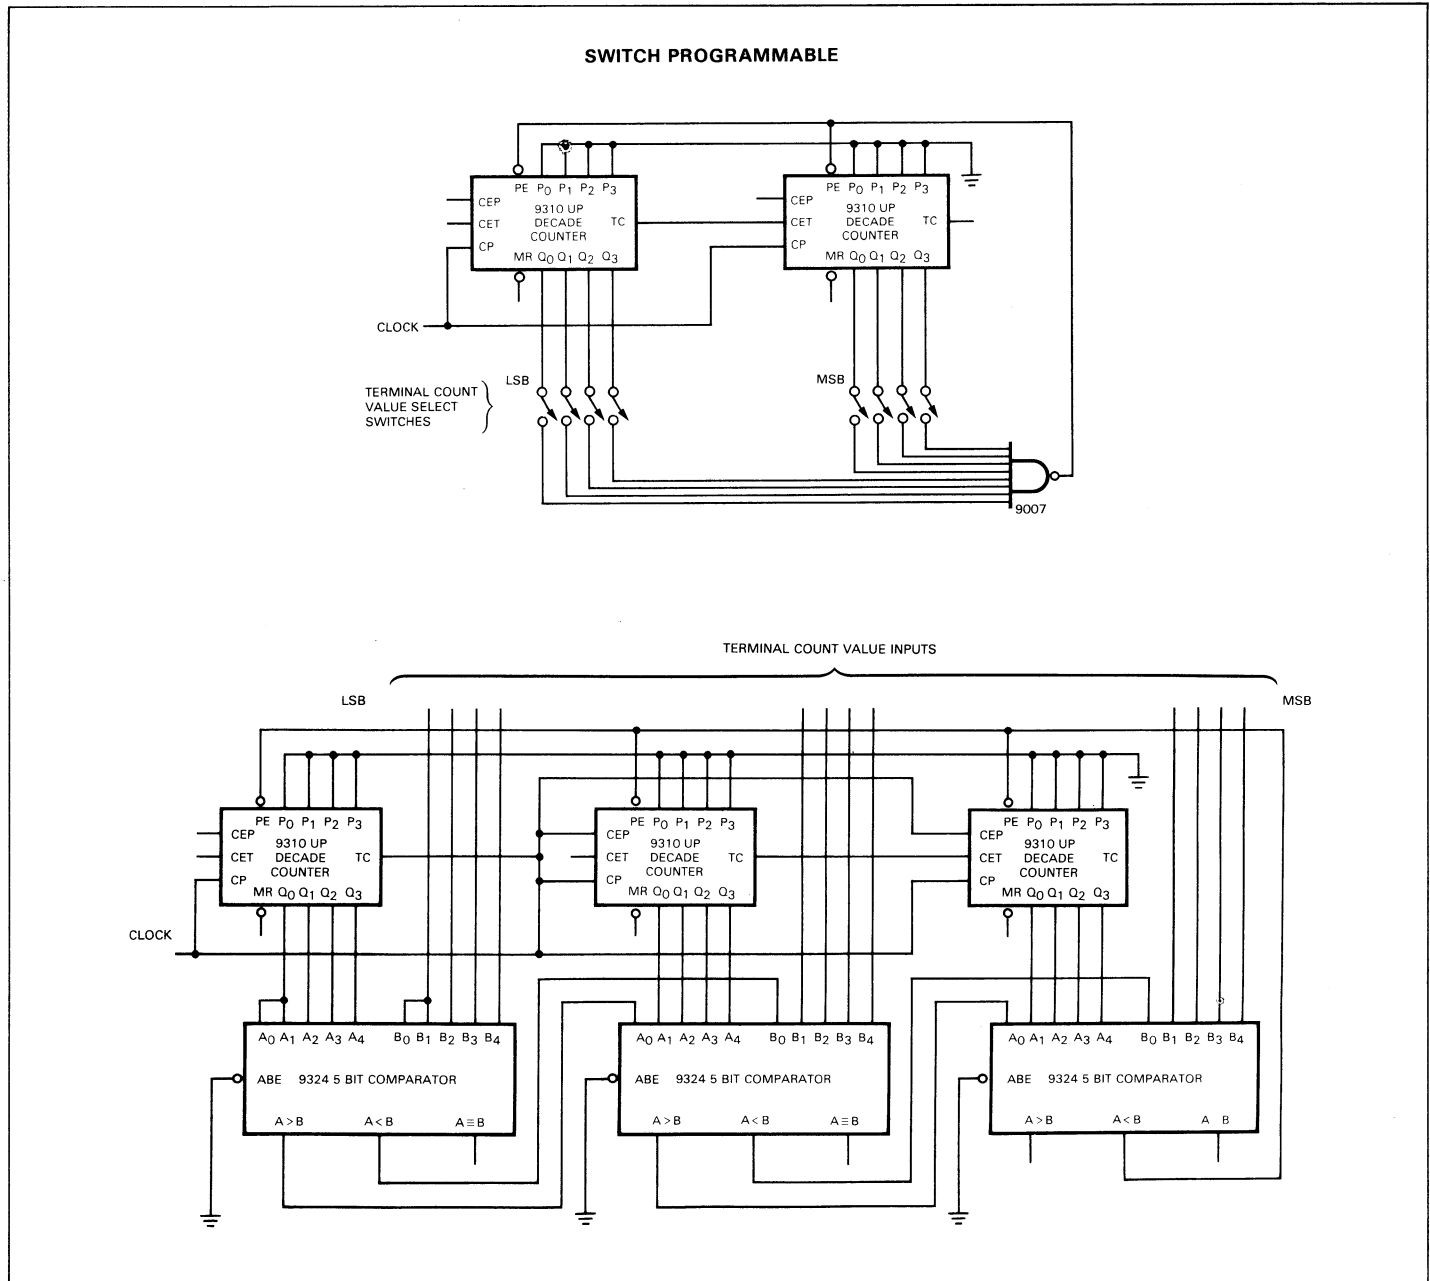 SWITCH PROGRAMMABLE
PE P0 P1 P2 P3
CEP
9310 UP
CET DECADE TC
COUNTER
CP
MR Q0 Q1 Q2 Q3
PE P0 P1 P2 P3
CEP
9310 UP
CET DECADE TC
COUNTER
CP
MR Q0 Q1 Q2 Q3
CLOCK
LSB
MSB
TERMINAL COUNT
VALUE SELECT
SWITCHES
9007
TERMINAL COUNT VALUE INPUTS
LSB
MSB
PE P0 P1 P2 P3
CEP
9310 UP
CET DECADE TC
COUNTER
CP
MR Q0 Q1 Q2 Q3
PE P0 P1 P2 P3
CEP
9310 UP
CET DECADE TC
COUNTER
CP
MR Q0 Q1 Q2 Q3
PE P0 P1 P2 P3
CEP
9310 UP
CET DECADE TC
COUNTER
CP
MR Q0 Q1 Q2 Q3
CLOCK
A0 A1 A2 A3 A4 B0 B1 B2 B3 B4
ABE 9324 5 BIT COMPARATOR
A>B A<B A≡B
A0 A1 A2 A3 A4 B0 B1 B2 B3 B4
ABE 9324 5 BIT COMPARATOR
A>B A<B A≡B
A0 A1 A2 A3 A4 B0 B1 B2 B3 B4
ABE 9324 5 BIT COMPARATOR
A>B A<B A B